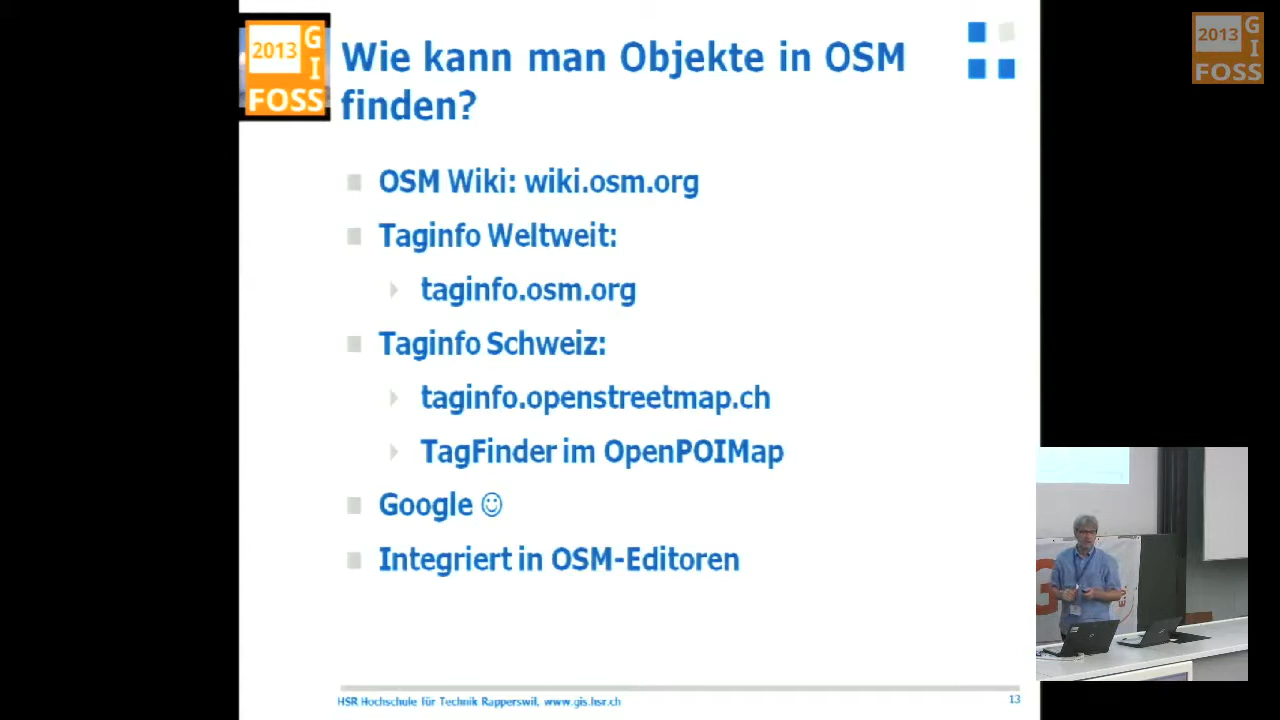 2013
GI
FOSS
Wie kann man Objekte in OSM
finden?
OSM Wiki: wiki.osm.org
Taginfo Weltweit:
taginfo.osm.org
Taginfo Schweiz:
taginfo.openstreetmap.ch
TagFinder im OpenPOIMap
Google ☺
Integriert in OSM-Editoren
HSR Hochschule für Technik Rapperswil, www.gis.hsr.ch
13
2013
GI
FOSS
G
e.V.